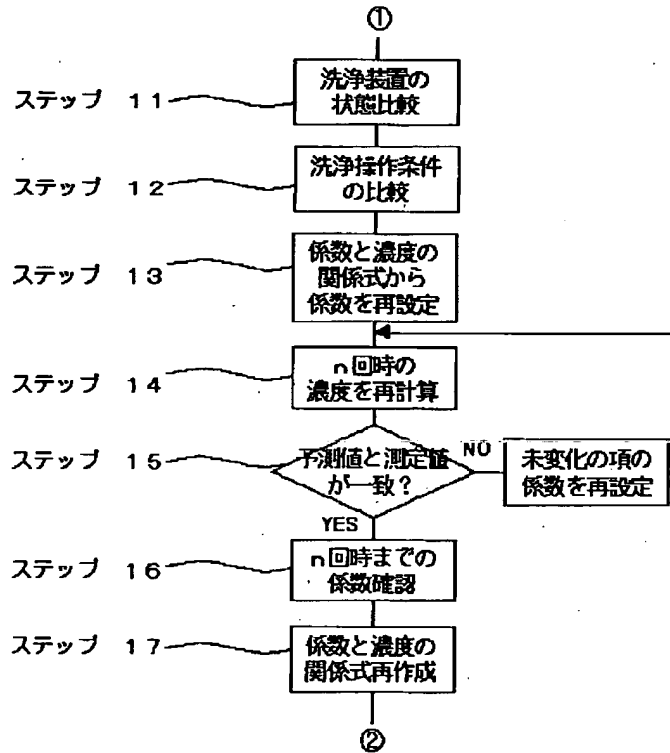 ①
ステップ 11
洗浄装置の
状態比較
ステップ 12
洗浄操作条件
の比較
ステップ 13
係数と濃度の
関係式から
係数を再設定
ステップ 14
n回時の
濃度を再計算
ステップ 15
予測値と測定値
が一致?
NO
未変化の項の
係数を再設定
YES
ステップ 16
n回時までの
係数確認
ステップ 17
係数と濃度の
関係式再作成
②